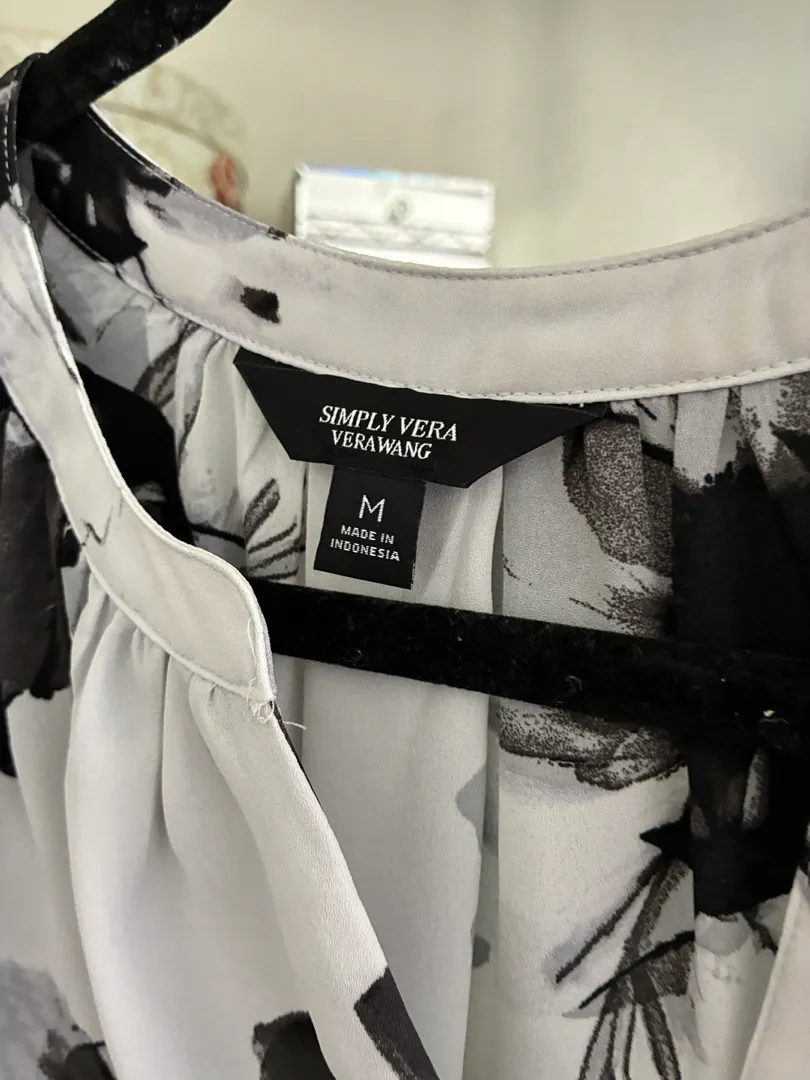 SIMPLY VERA
VERAWANG
M
MADE IN
INDONESIA